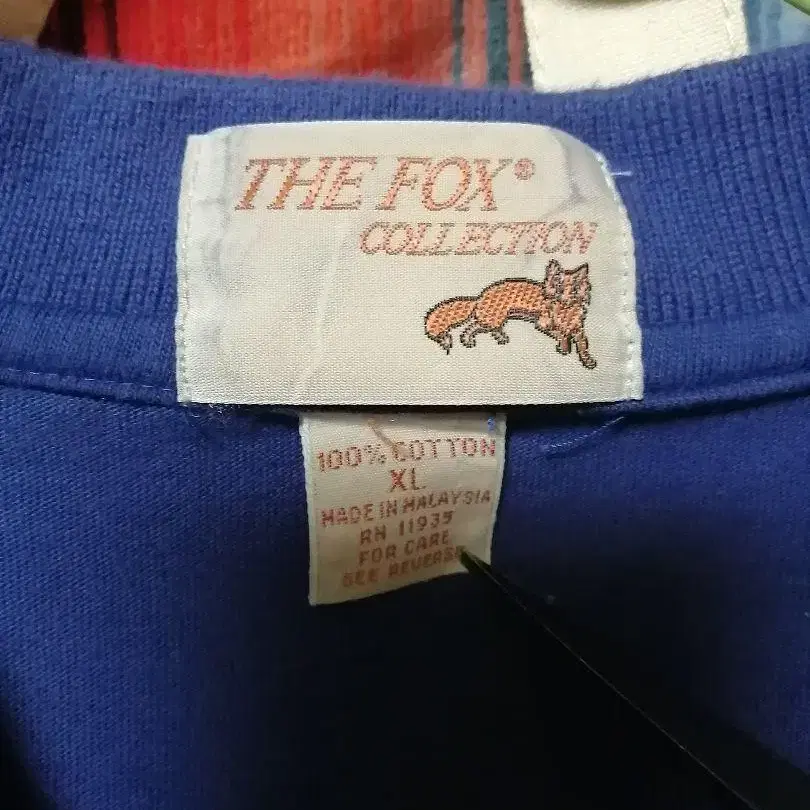 THE FOX®
COLLECTION
100% COTTON
XL
MADE IN MALAYSIA
RN 11935
FOR CARE
SEE REVERSE